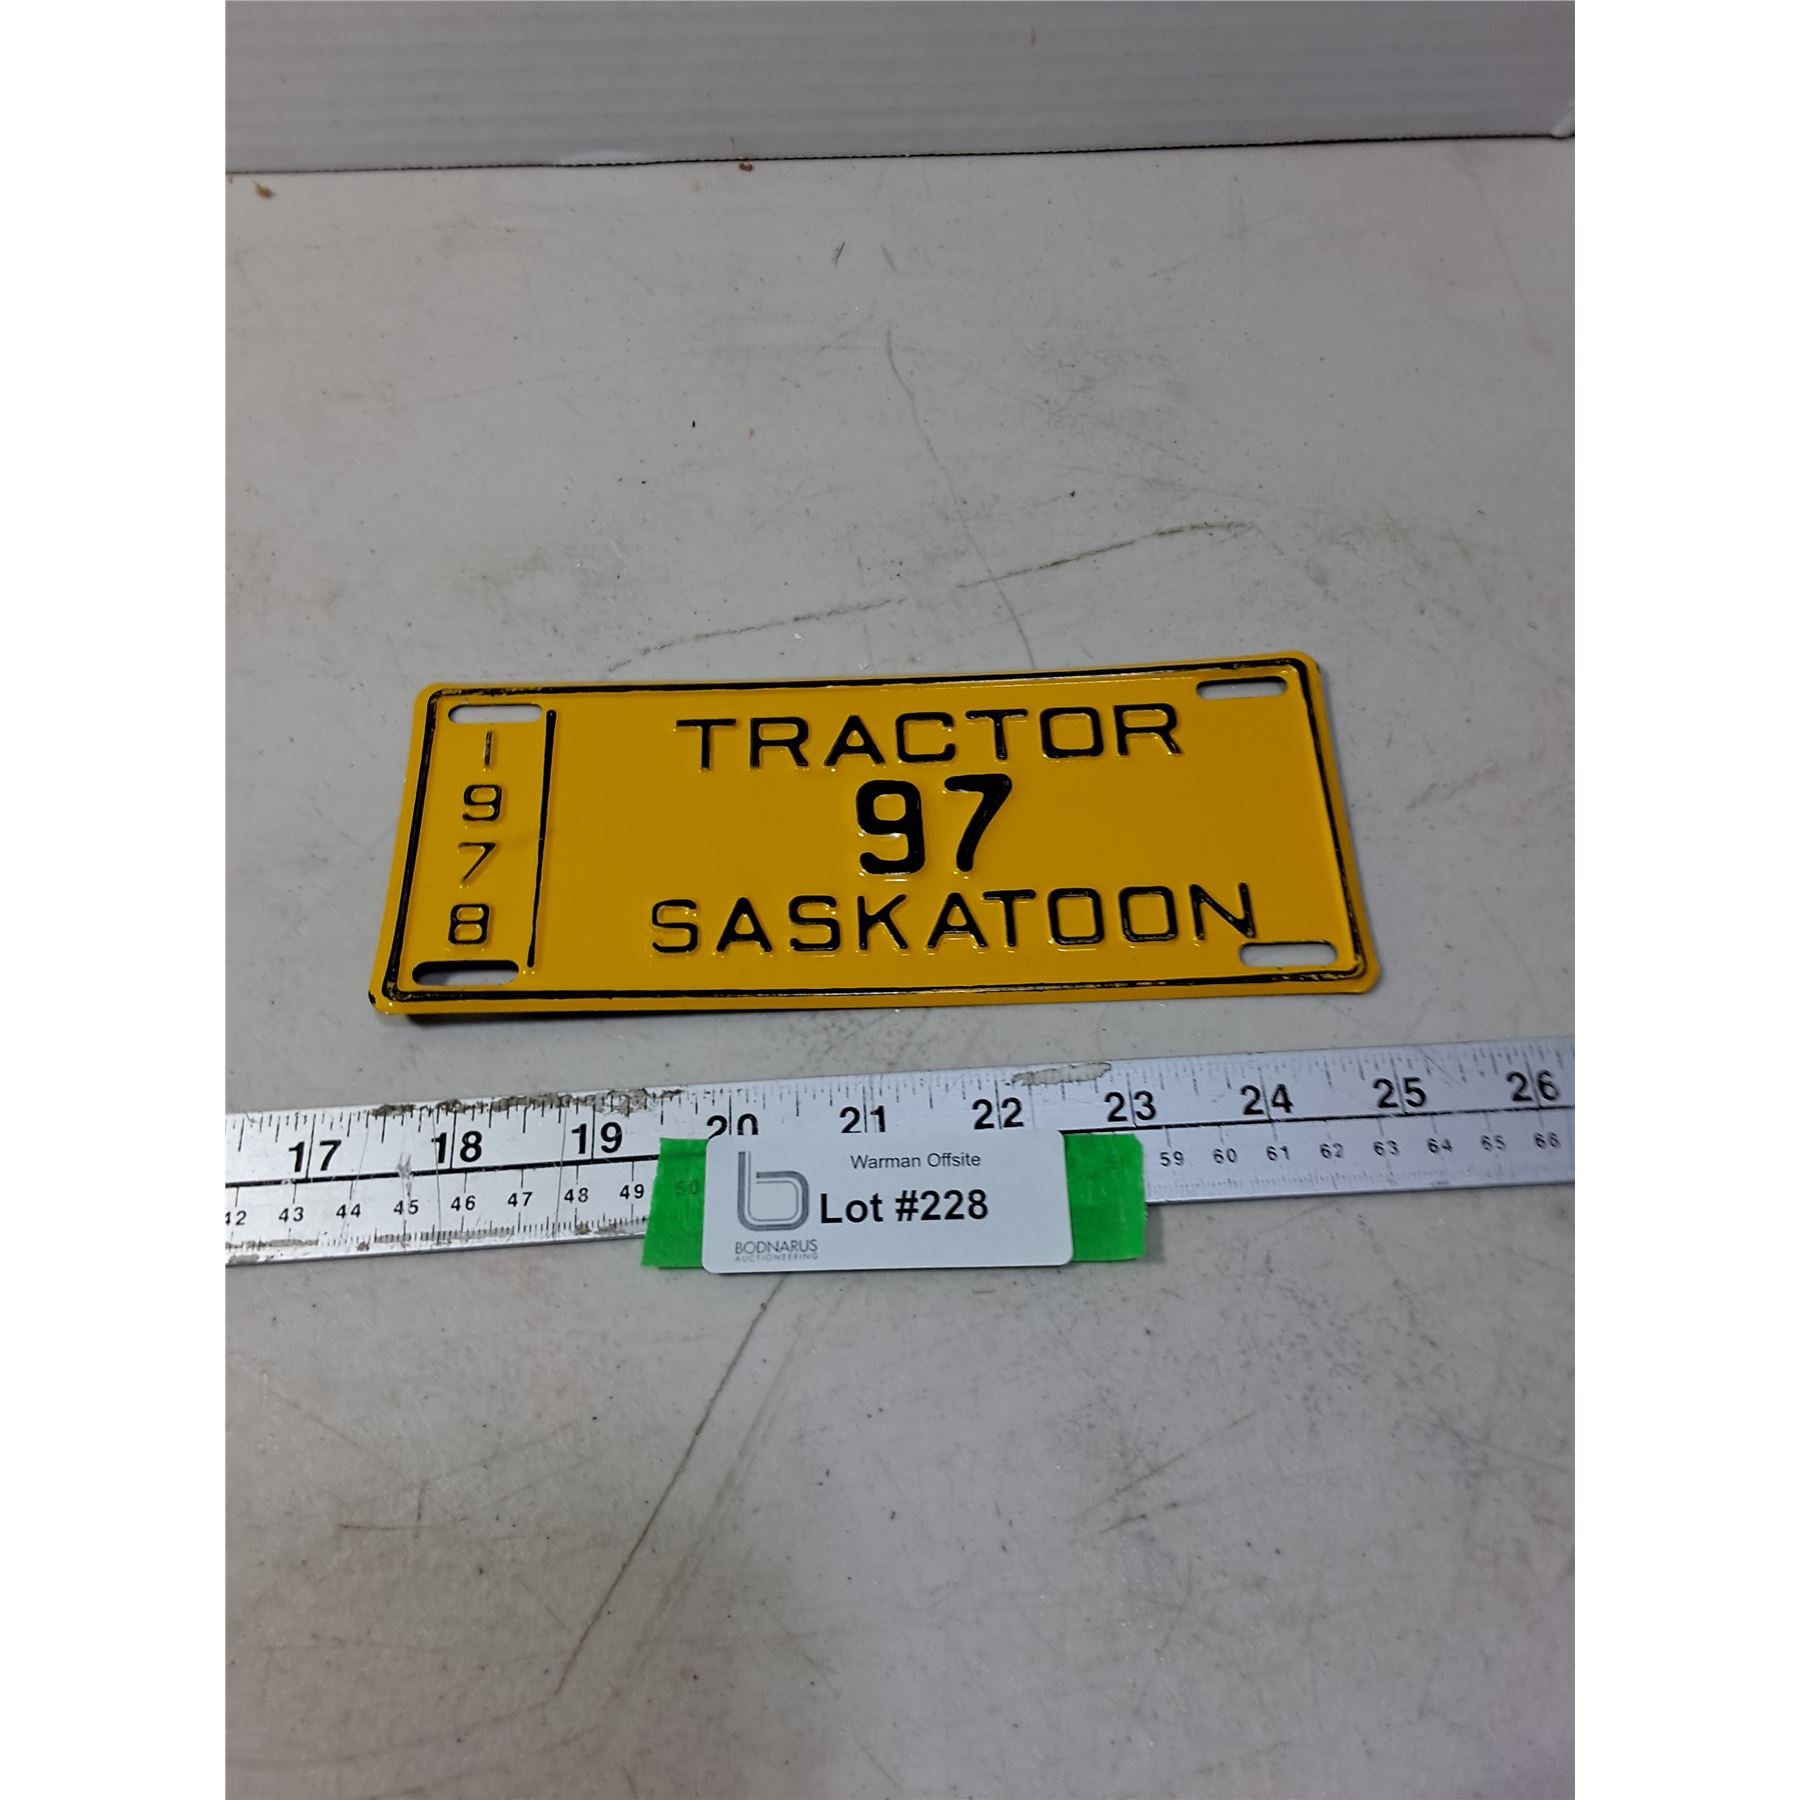 1978
TRACTOR
97
SASKATOON
17 18 19 20 21 22 23 24 25 26
42 43 44 45 46 47 48 49 50 59 60 61 62 63 64 65 66
Warman Offsite
Lot #228
BODNARUS
AUCTIONEERING